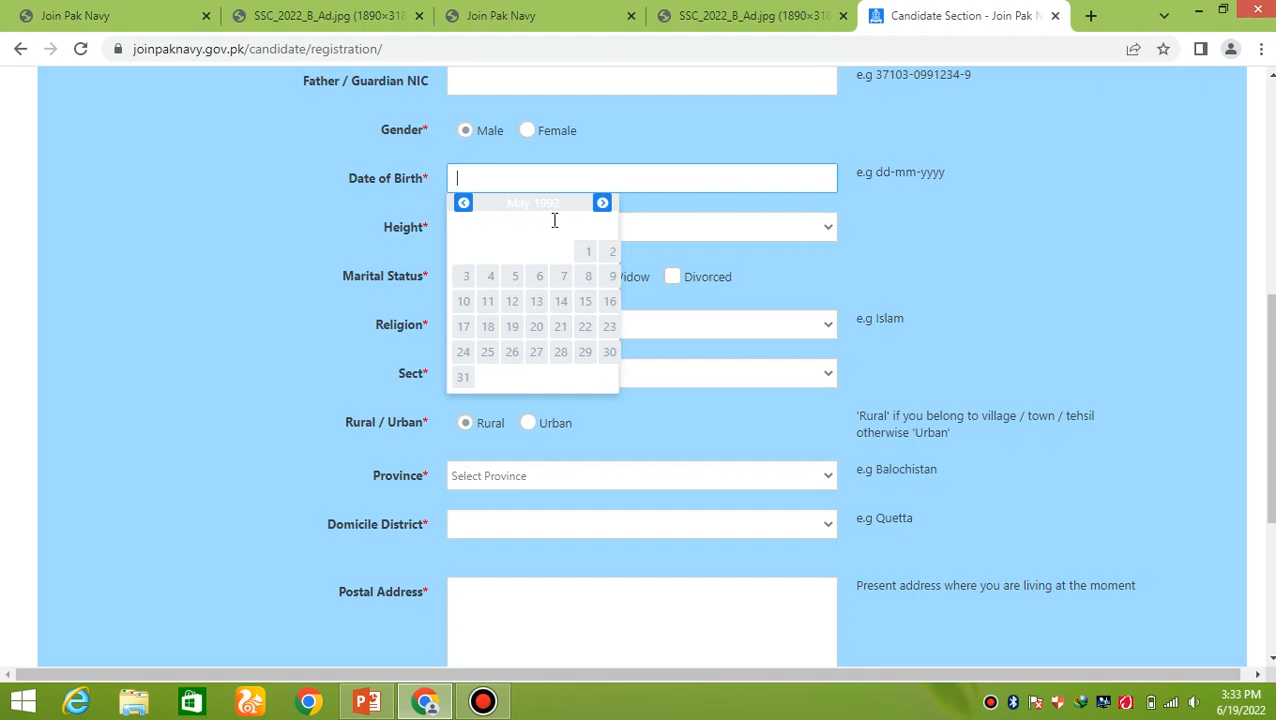 Join Pak Navy
SSC_2022_B_Ad.jpg (1890×318
Join Pak Navy
SSC_2022_B_Ad.jpg (1890×318
Candidate Section - Join Pak N
joinpaknavy.gov.pk/candidate/registration/
Father / Guardian NIC
e.g 37103-0991234-9
Gender* Male Female
Date of Birth* e.g dd-mm-yyyy
May 1992
Height*
1 2
Marital Status* 3 4 5 6 7 8 9 Widow Divorced
10 11 12 13 14 15 16
Religion* 17 18 19 20 21 22 23 e.g Islam
24 25 26 27 28 29 30
Sect* 31
Rural / Urban* Rural Urban
'Rural' if you belong to village / town / tehsil
otherwise 'Urban'
Province* Select Province e.g Balochistan
Domicile District* e.g Quetta
Postal Address* Present address where you are living at the moment
3:33 PM
6/19/2022